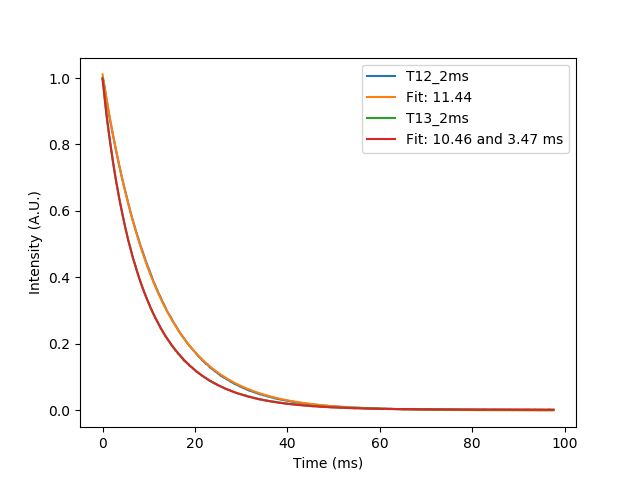 T12_2ms
Fit: 11.44
T13_2ms
Fit: 10.46 and 3.47 ms
1.0
0.8
0.6
0.4
0.2
0.0
Intensity (A.U.)
0 20 40 60 80 100
Time (ms)